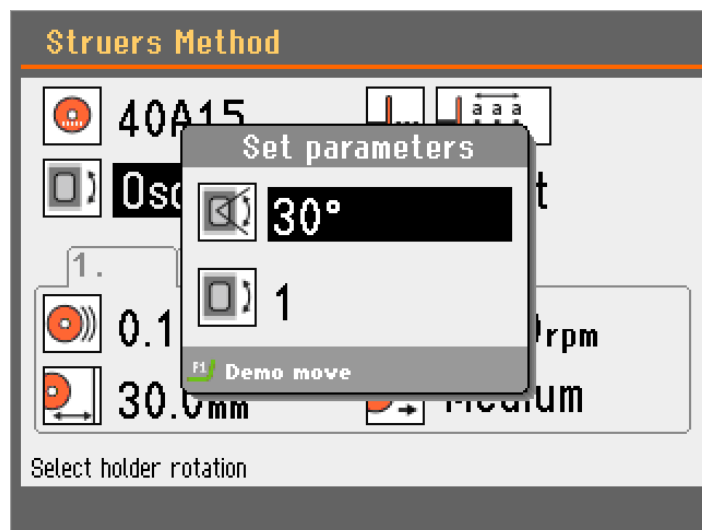 Struers Method
40A15
a a a
Set parameters
30°
1
1.
0.1
rpm
30.0mm
Medium
F1 Demo move
Select holder rotation